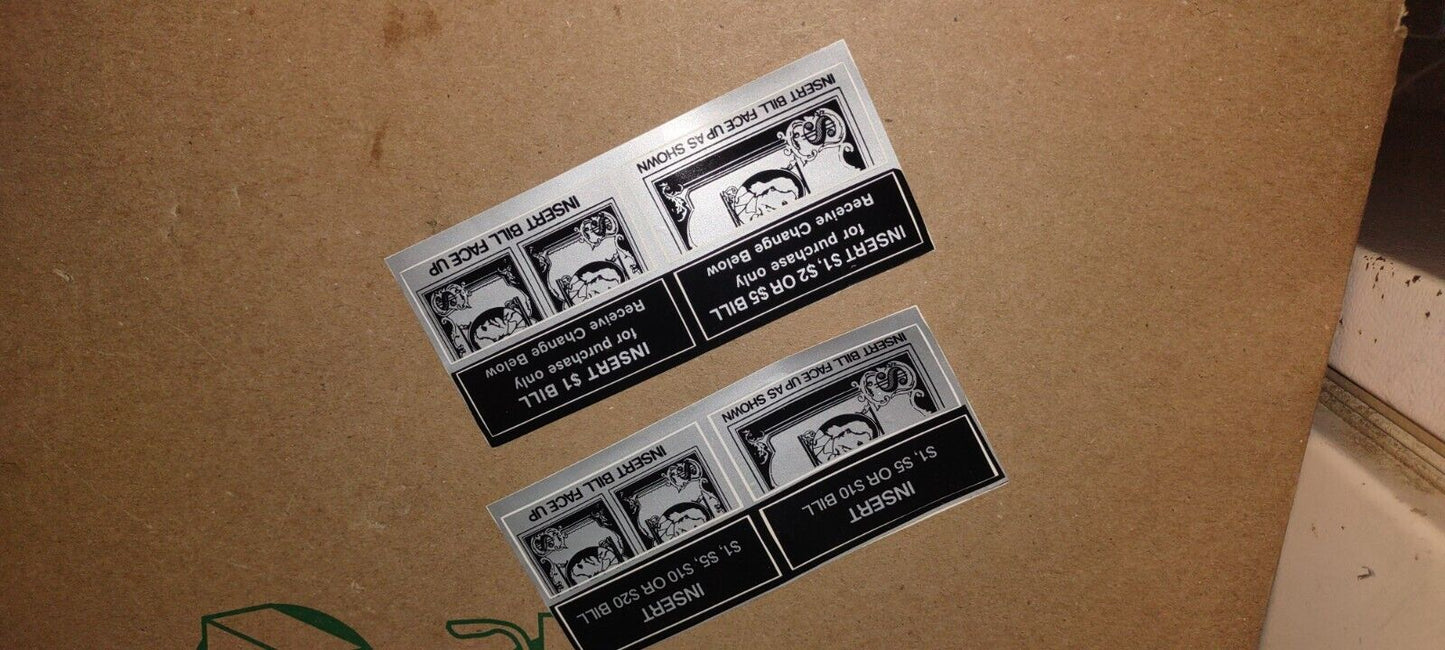 INSERT $1, $2 OR $5 BILL
for purchase only
Receive Change Below
INSERT BILL FACE UP AS SHOWN
INSERT $1 BILL
for purchase only
Receive Change Below
INSERT BILL FACE UP
INSERT
$1, $5 OR $10 BILL
INSERT BILL FACE UP AS SHOWN
INSERT
$1, $5, $10 OR $20 BILL
INSERT BILL FACE UP